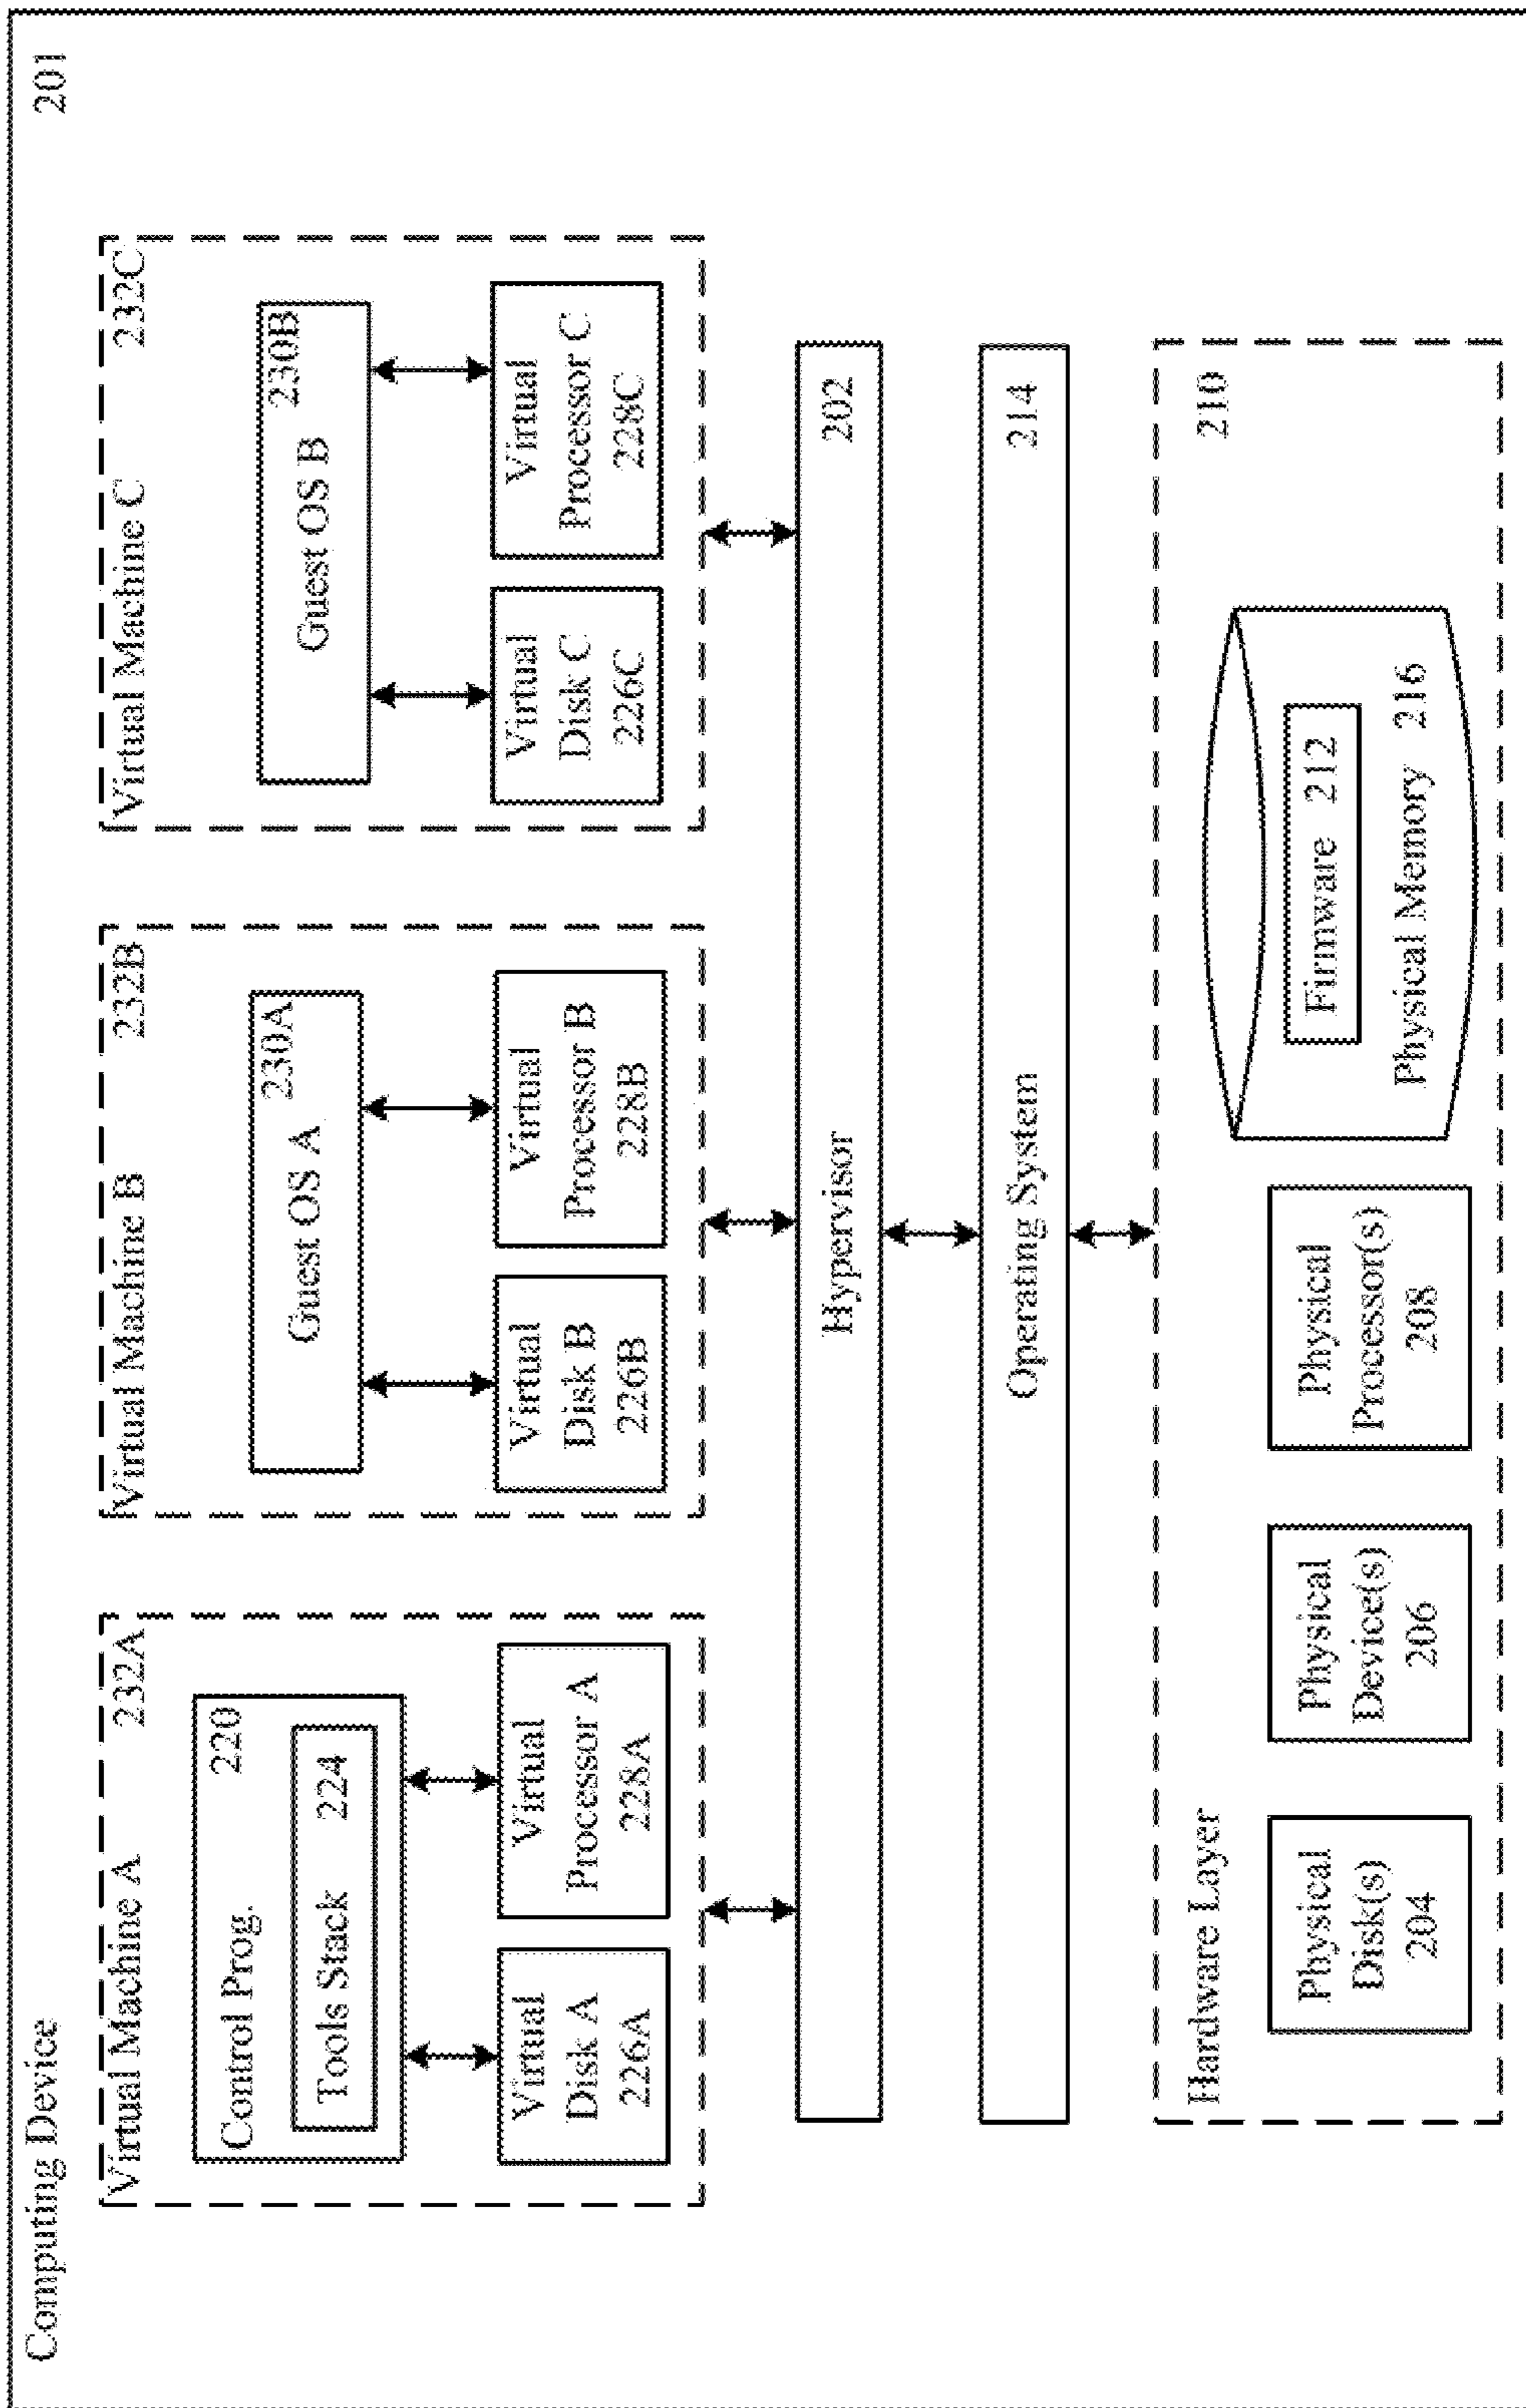 Computing Device 201
Virtual Machine A 232A
Control Prog. 220
Tools Stack 224
Virtual
Disk A
226A
Virtual
Processor A
228A
Virtual Machine B 232B
230A
Guest OS A
Virtual
Disk B
226B
Virtual
Processor B
228B
Virtual Machine C 232C
230B
Guest OS B
Virtual
Disk C
226C
Virtual
Processor C
228C
Hypervisor 202
Operating System 214
Hardware Layer 210
Physical
Disk(s)
204
Physical
Device(s)
206
Physical
Processor(s)
208
Firmware 212
Physical Memory 216